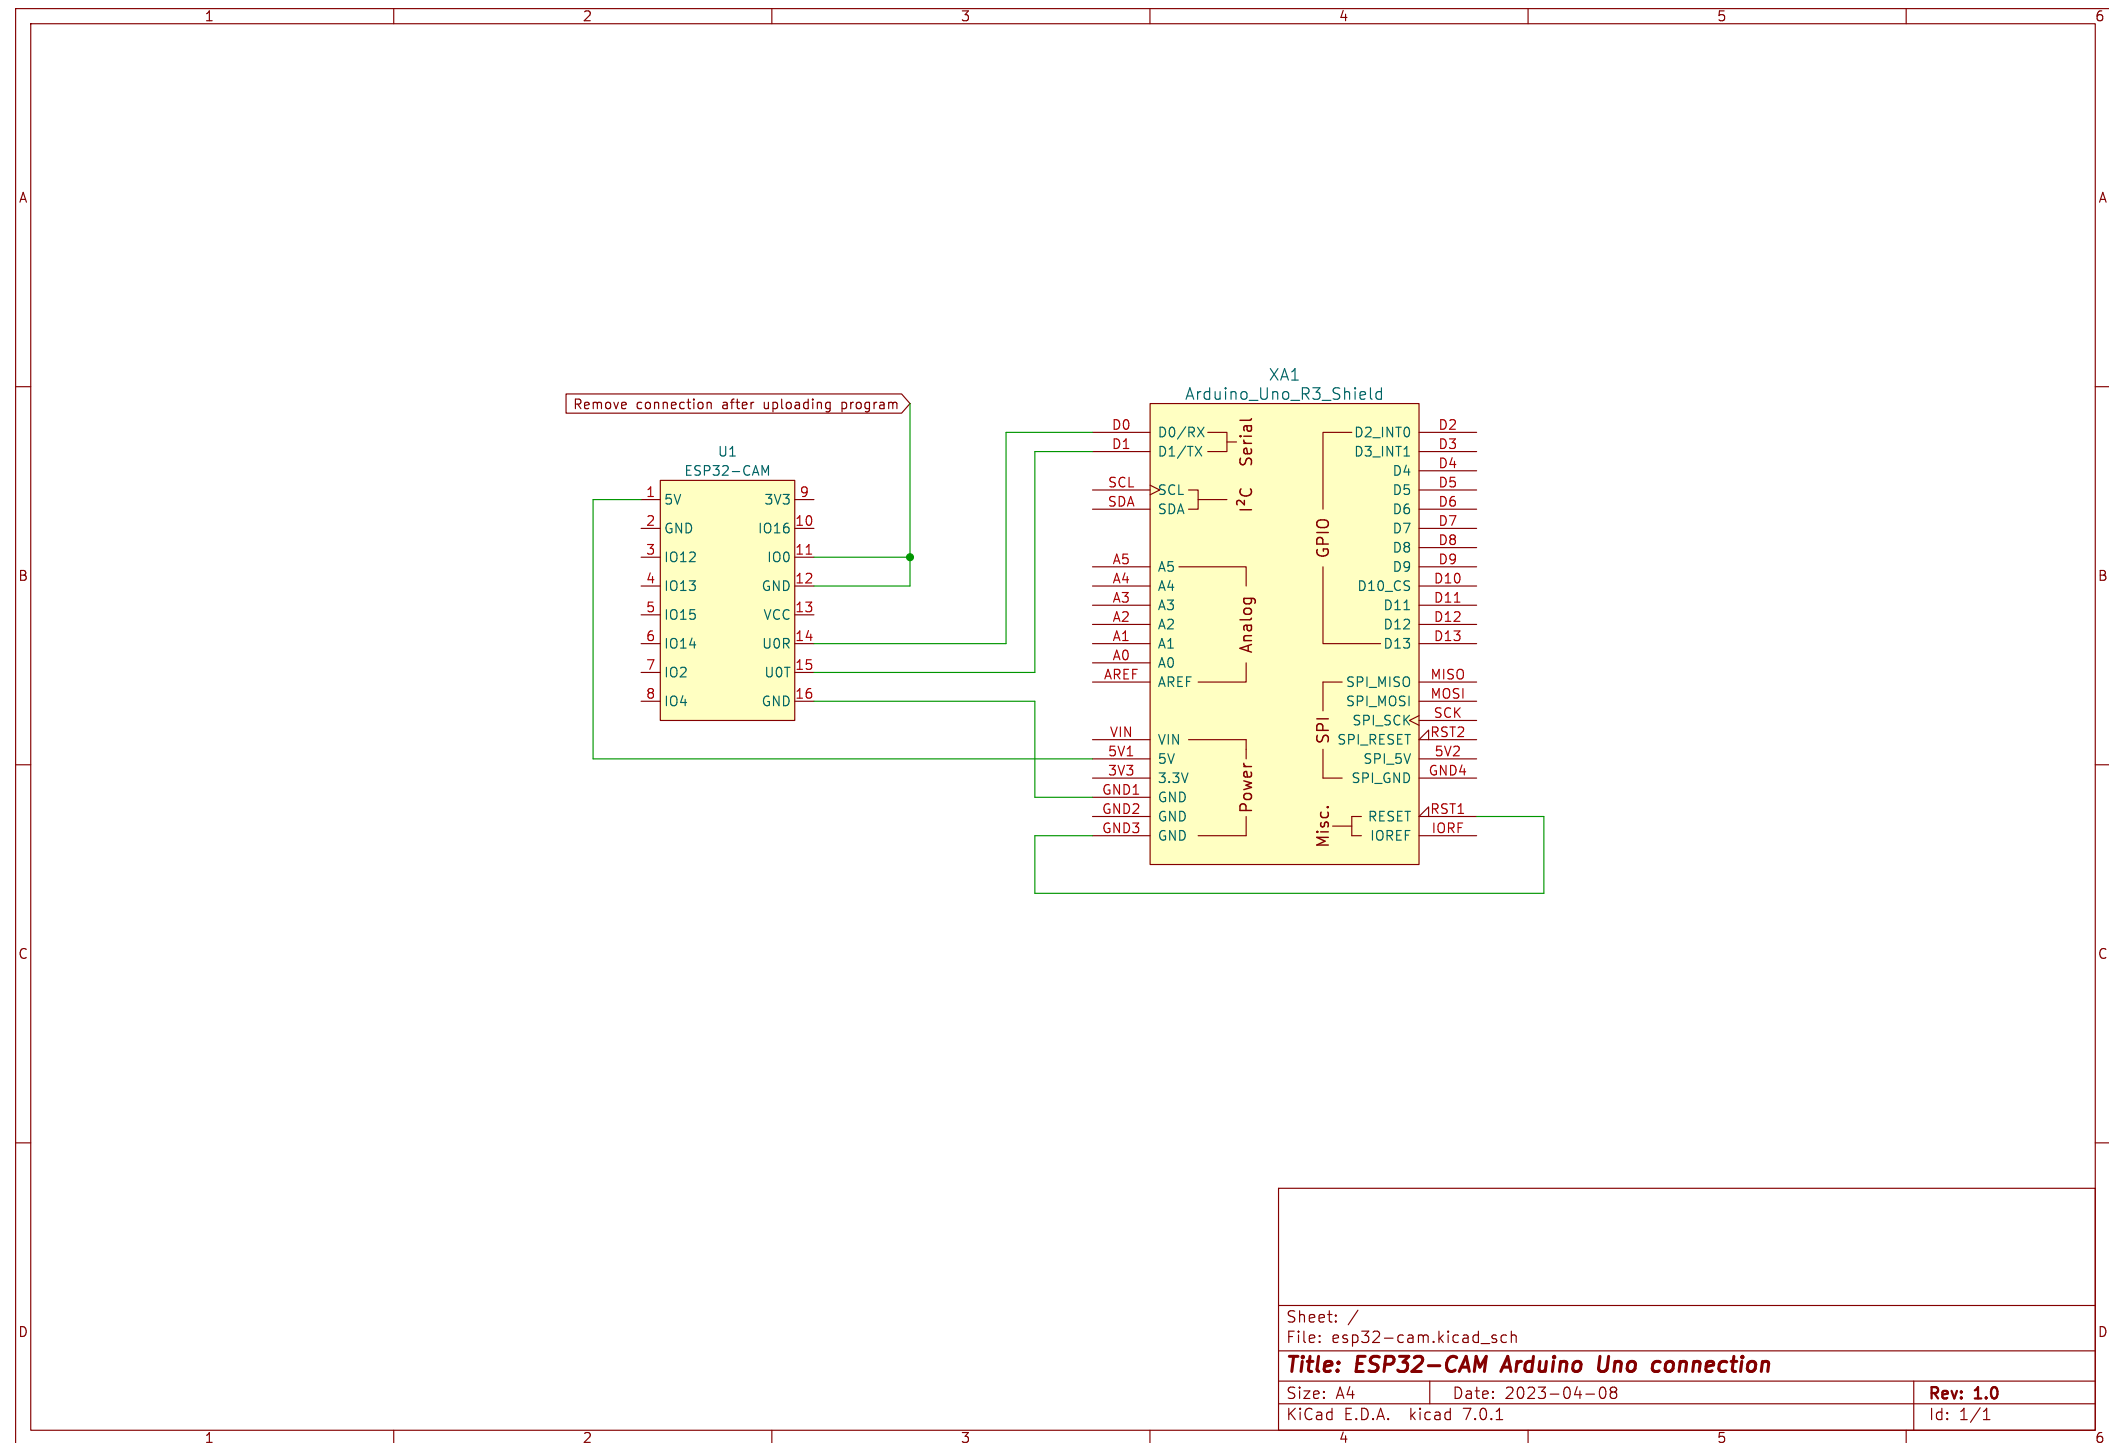 1 2 3 4 5 6
A A
B B
C C
D D
Remove connection after uploading program
U1
ESP32-CAM
1 5V 3V3 9
2 GND IO16 10
3 IO12 IO0 11
4 IO13 GND 12
5 IO15 VCC 13
6 IO14 U0R 14
7 IO2 U0T 15
8 IO4 GND 16
XA1
Arduino_Uno_R3_Shield
D0 D0/RX D2_INT0 D2
D1 D1/TX D3_INT1 D3
Serial
D4 D4
SCL SCL D5 D5
SDA SDA D6 D6
I²C
D7 D7
GPIO
D8 D8
A5 A5 D9 D9
A4 A4 D10_CS D10
A3 A3 D11 D11
A2 A2 D12 D12
Analog
A1 A1 D13 D13
A0 A0
AREF AREF SPI_MISO MISO
SPI_MOSI MOSI
SPI
SPI_SCK SCK
VIN VIN SPI_RESET RST2
5V1 5V SPI_5V 5V2
3V3 3.3V SPI_GND GND4
Power
GND1 GND
GND2 GND RESET RST1
Misc.
GND3 GND IOREF IORF
Sheet: /
File: esp32-cam.kicad_sch
Title: ESP32-CAM Arduino Uno connection
Size: A4 Date: 2023-04-08 Rev: 1.0
KiCad E.D.A. kicad 7.0.1 Id: 1/1
1 2 3 4 5 6